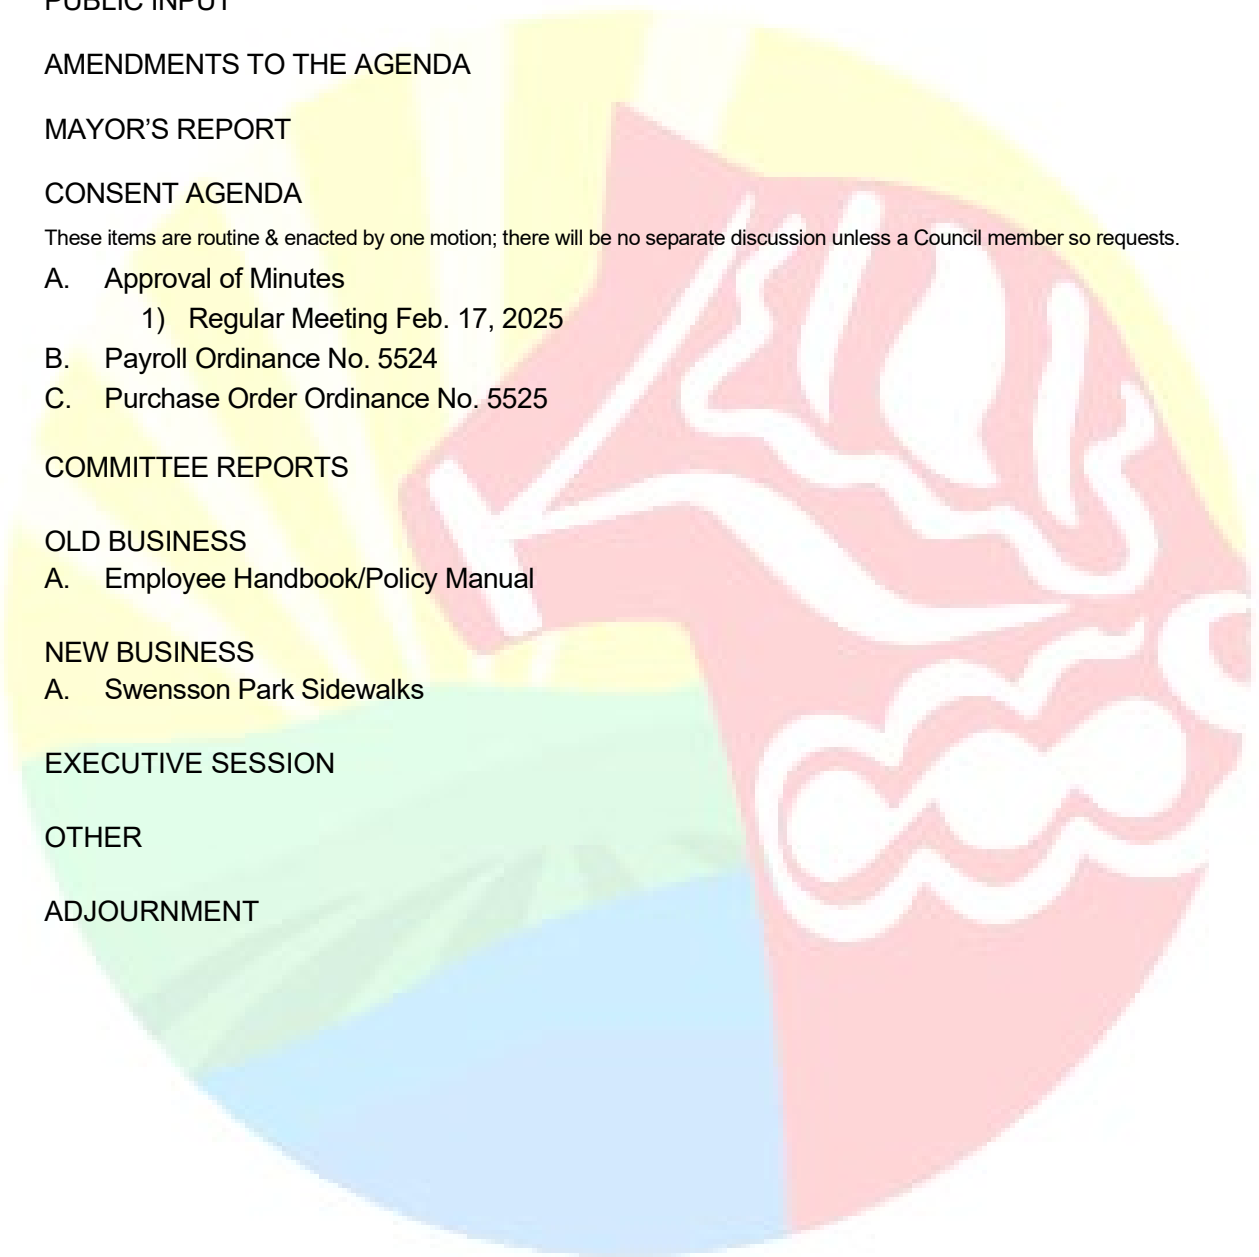 PUBLIC INPUT
AMENDMENTS TO THE AGENDA
MAYOR’S REPORT
CONSENT AGENDA
These items are routine & enacted by one motion; there will be no separate discussion unless a Council member so requests.
A. Approval of Minutes
1) Regular Meeting Feb. 17, 2025
B. Payroll Ordinance No. 5524
C. Purchase Order Ordinance No. 5525
COMMITTEE REPORTS
OLD BUSINESS
A. Employee Handbook/Policy Manual
NEW BUSINESS
A. Swensson Park Sidewalks
EXECUTIVE SESSION
OTHER
ADJOURNMENT